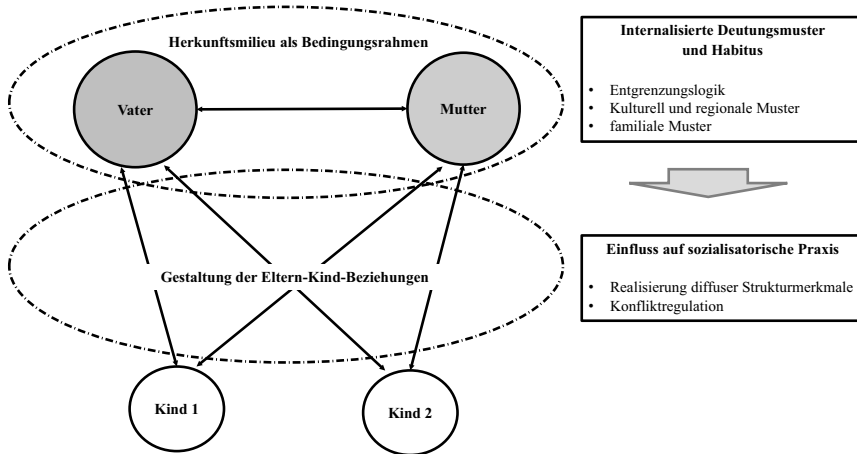 Herkunftsmilieu als Bedingungsrahmen
Vater
Mutter
Gestaltung der Eltern-Kind-Beziehungen
Kind 1
Kind 2
Internalisierte Deutungsmuster
und Habitus
• Entgrenzungslogik
• Kulturell und regionale Muster
• familiale Muster
Einfluss auf sozialisatorische Praxis
• Realisierung diffuser Strukturmerkmale
• Konfliktregulation